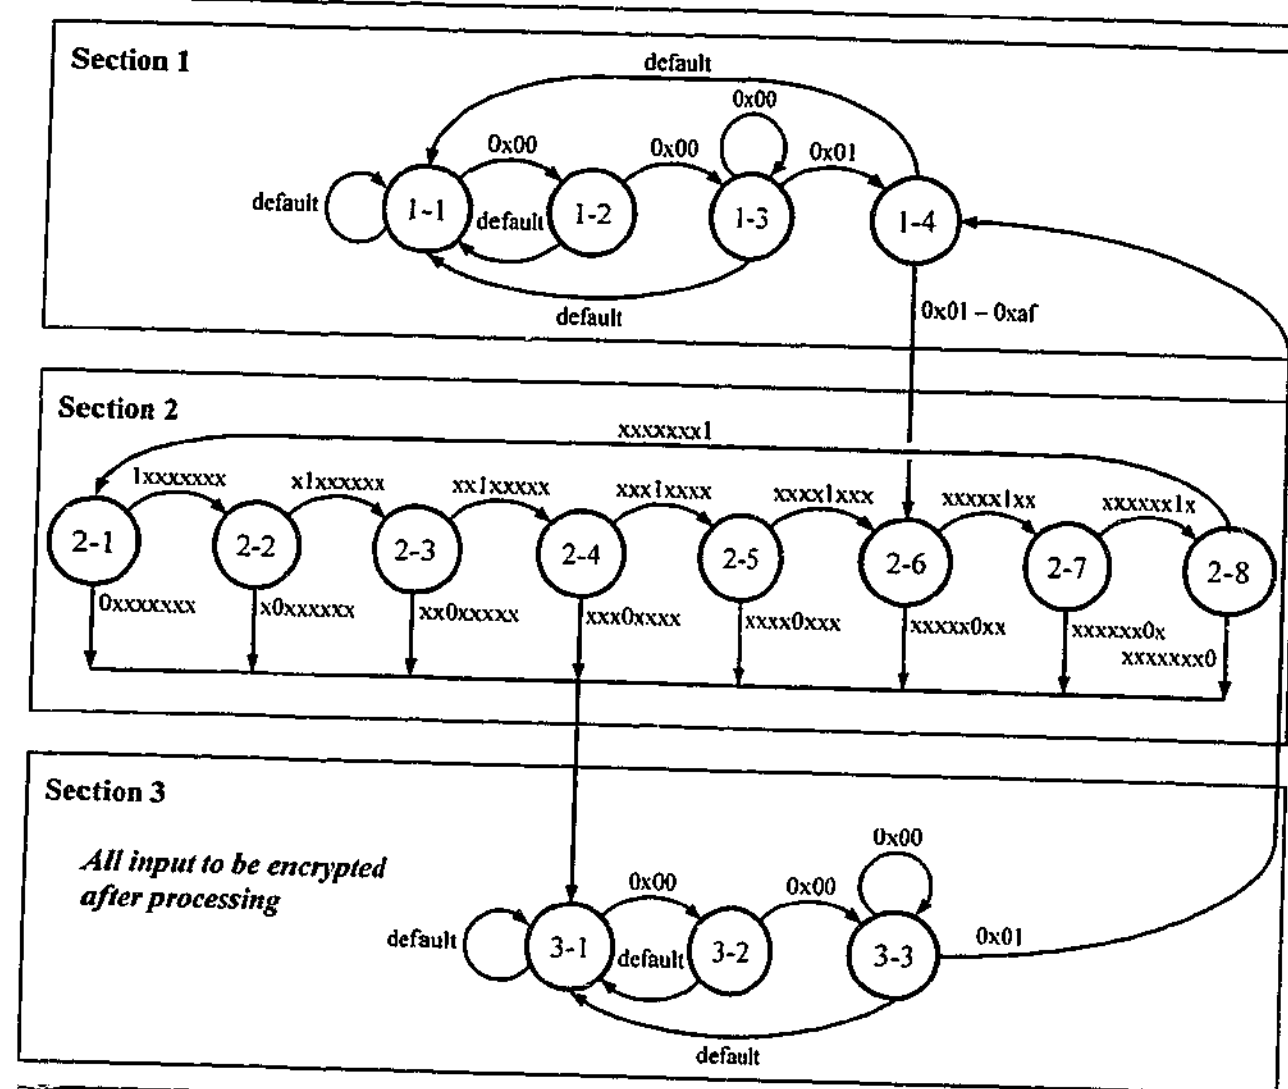 Section 1
default
0x00
0x00
0x00
0x01
default
1-1
default
1-2
1-3
1-4
default
0x01 – 0xaf
Section 2
xxxxxxx1
1xxxxxxx
x1xxxxxx
xx1xxxxx
xxx1xxxx
xxxx1xxx
xxxxx1xx
xxxxxx1x
2-1
2-2
2-3
2-4
2-5
2-6
2-7
2-8
0xxxxxxx
x0xxxxxx
xx0xxxxx
xxx0xxxx
xxxx0xxx
xxxxx0xx
xxxxxx0x
xxxxxxx0
Section 3
All input to be encrypted
after processing
0x00
0x00
0x00
default
3-1
default
3-2
3-3
0x01
default